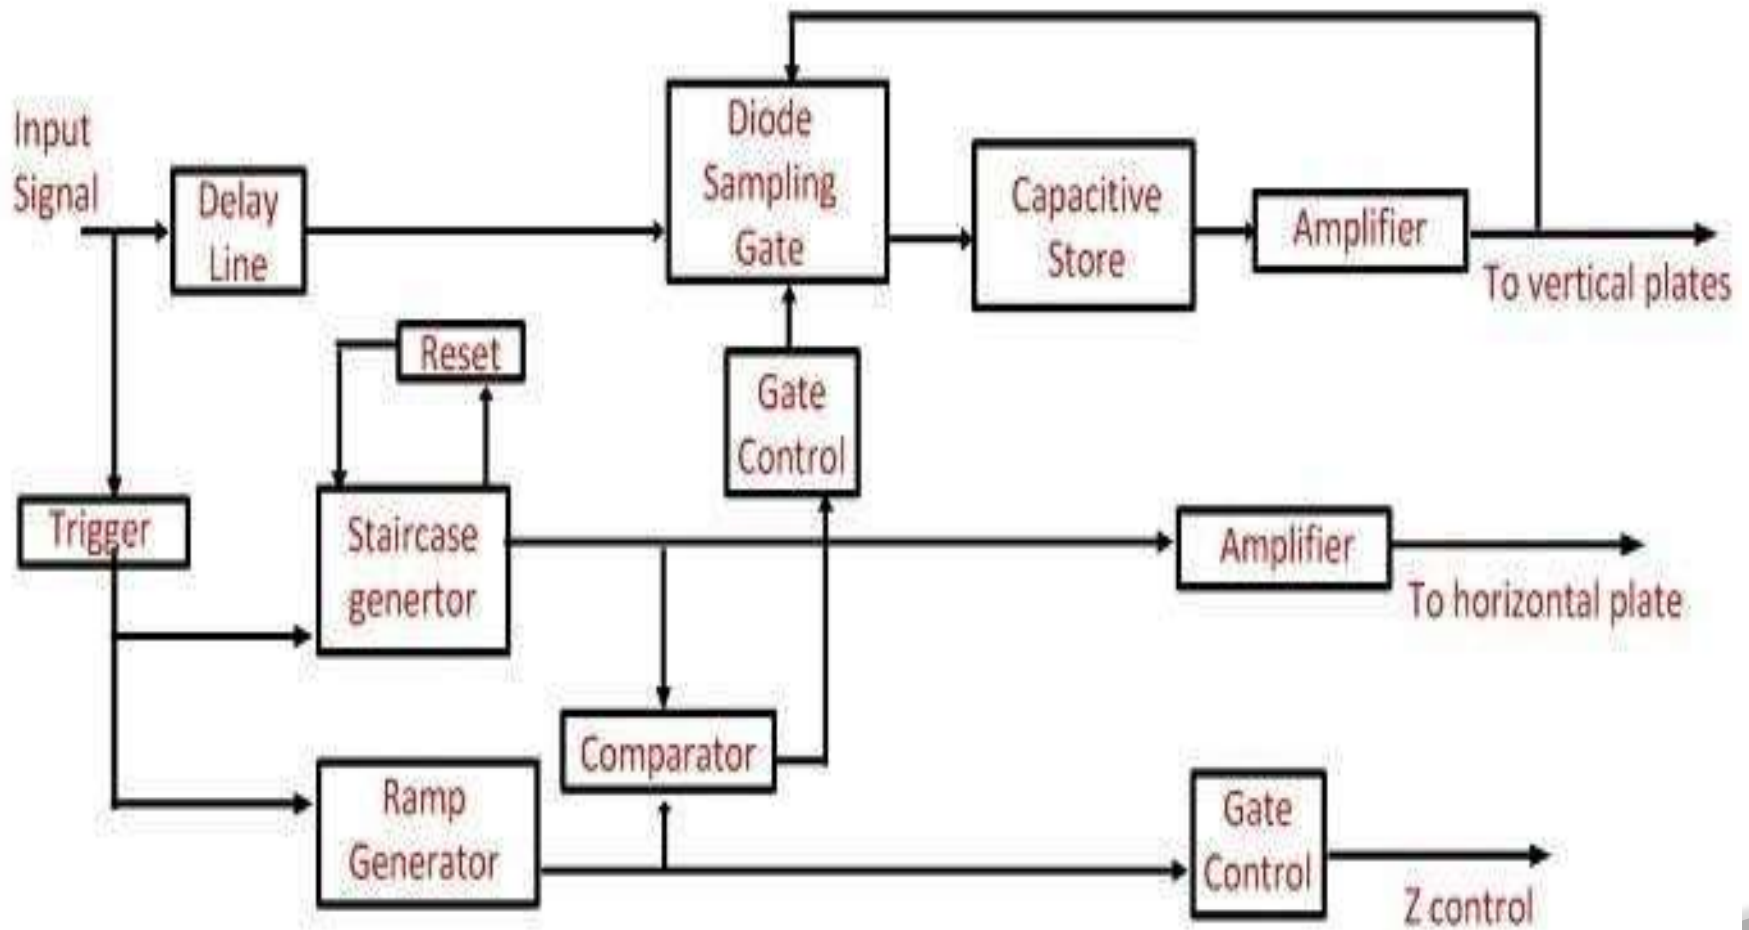 Input
Signal
Delay
Line
Diode
Sampling
Gate
Capacitive
Store
Amplifier
To vertical plates
Reset
Gate
Control
Trigger
Staircase
genertor
Amplifier
To horizontal plate
Comparator
Ramp
Generator
Gate
Control
Z control